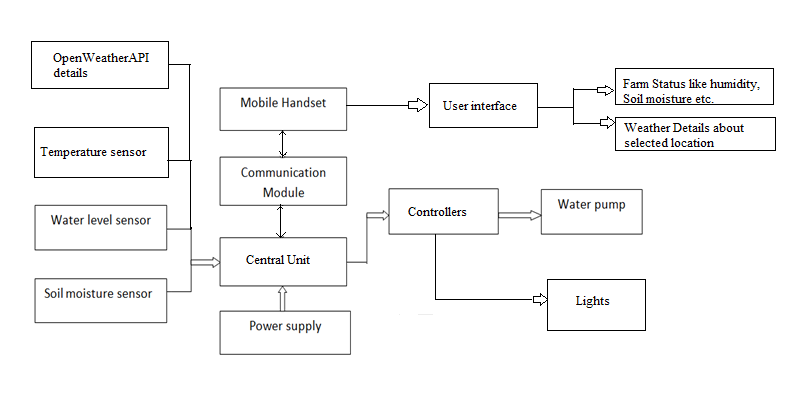 OpenWeatherAPI
details
Temperature sensor
Water level sensor
Soil moisture sensor
Mobile Handset
Communication
Module
Central Unit
Power supply
User interface
Controllers
Farm Status like humidity,
Soil moisture etc.
Weather Details about
selected location
Water pump
Lights